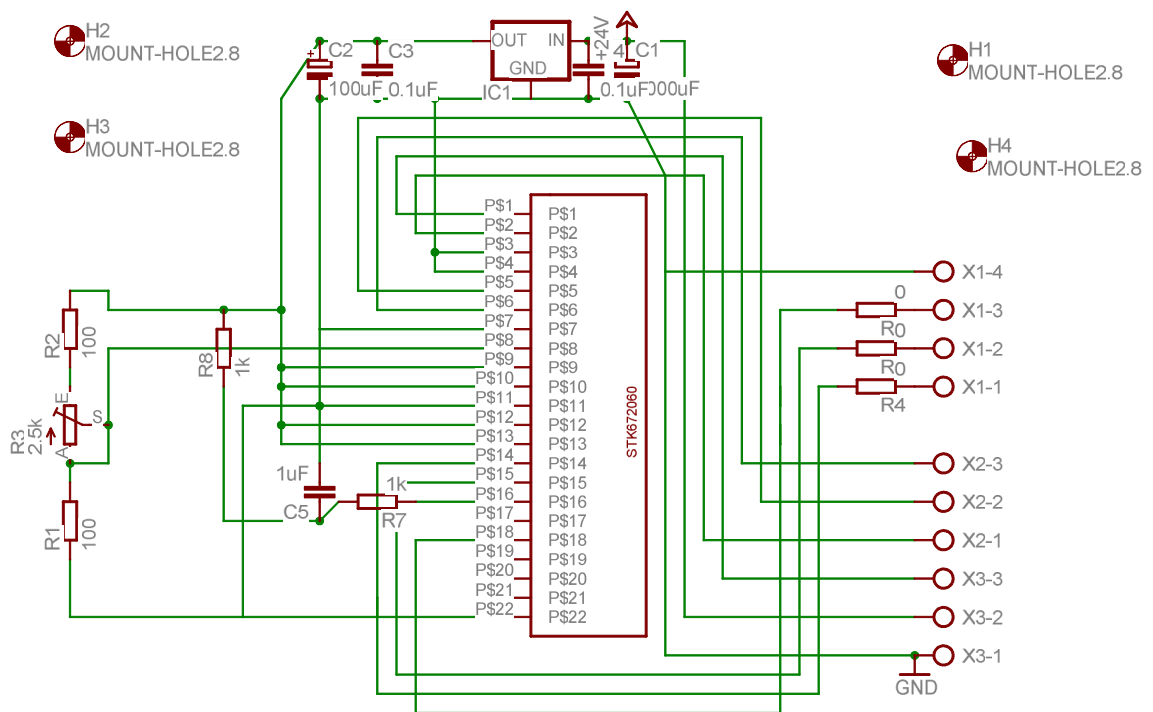 H2
MOUNT-HOLE2.8
H3
MOUNT-HOLE2.8
+
C2
100uF
C3
0.1uF
OUT IN
GND
IC1
+24V
4
C1
0.1uF
000uF
H1
MOUNT-HOLE2.8
H4
MOUNT-HOLE2.8
P$1 P$1
P$2 P$2
P$3 P$3
P$4 P$4
P$5 P$5
P$6 P$6
P$7 P$7
P$8 P$8
P$9 P$9
P$10 P$10
P$11 P$11
P$12 P$12
P$13 P$13
P$14 P$14
P$15 P$15
P$16 P$16
P$17 P$17
P$18 P$18
P$19 P$19
P$20 P$20
P$21 P$21
P$22 P$22
STK672060
R2
100
R8
1k
E
S
A
R3
2.5k
R1
100
1uF
C5
1k
R7
X1-4
0
X1-3
R0
X1-2
R0
X1-1
R4
X2-3
X2-2
X2-1
X3-3
X3-2
X3-1
GND